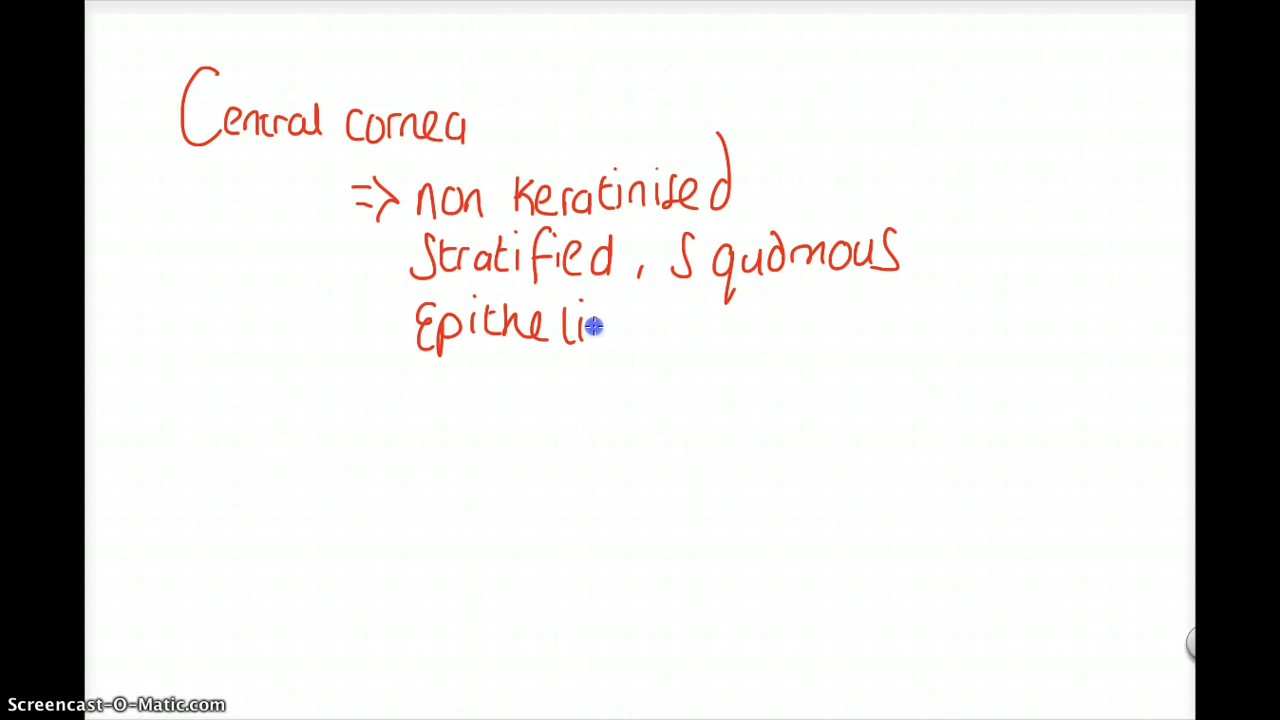 Central cornea
=> non keratinised
stratified, squamous
Epitheli
Screencast-O-Matic.com